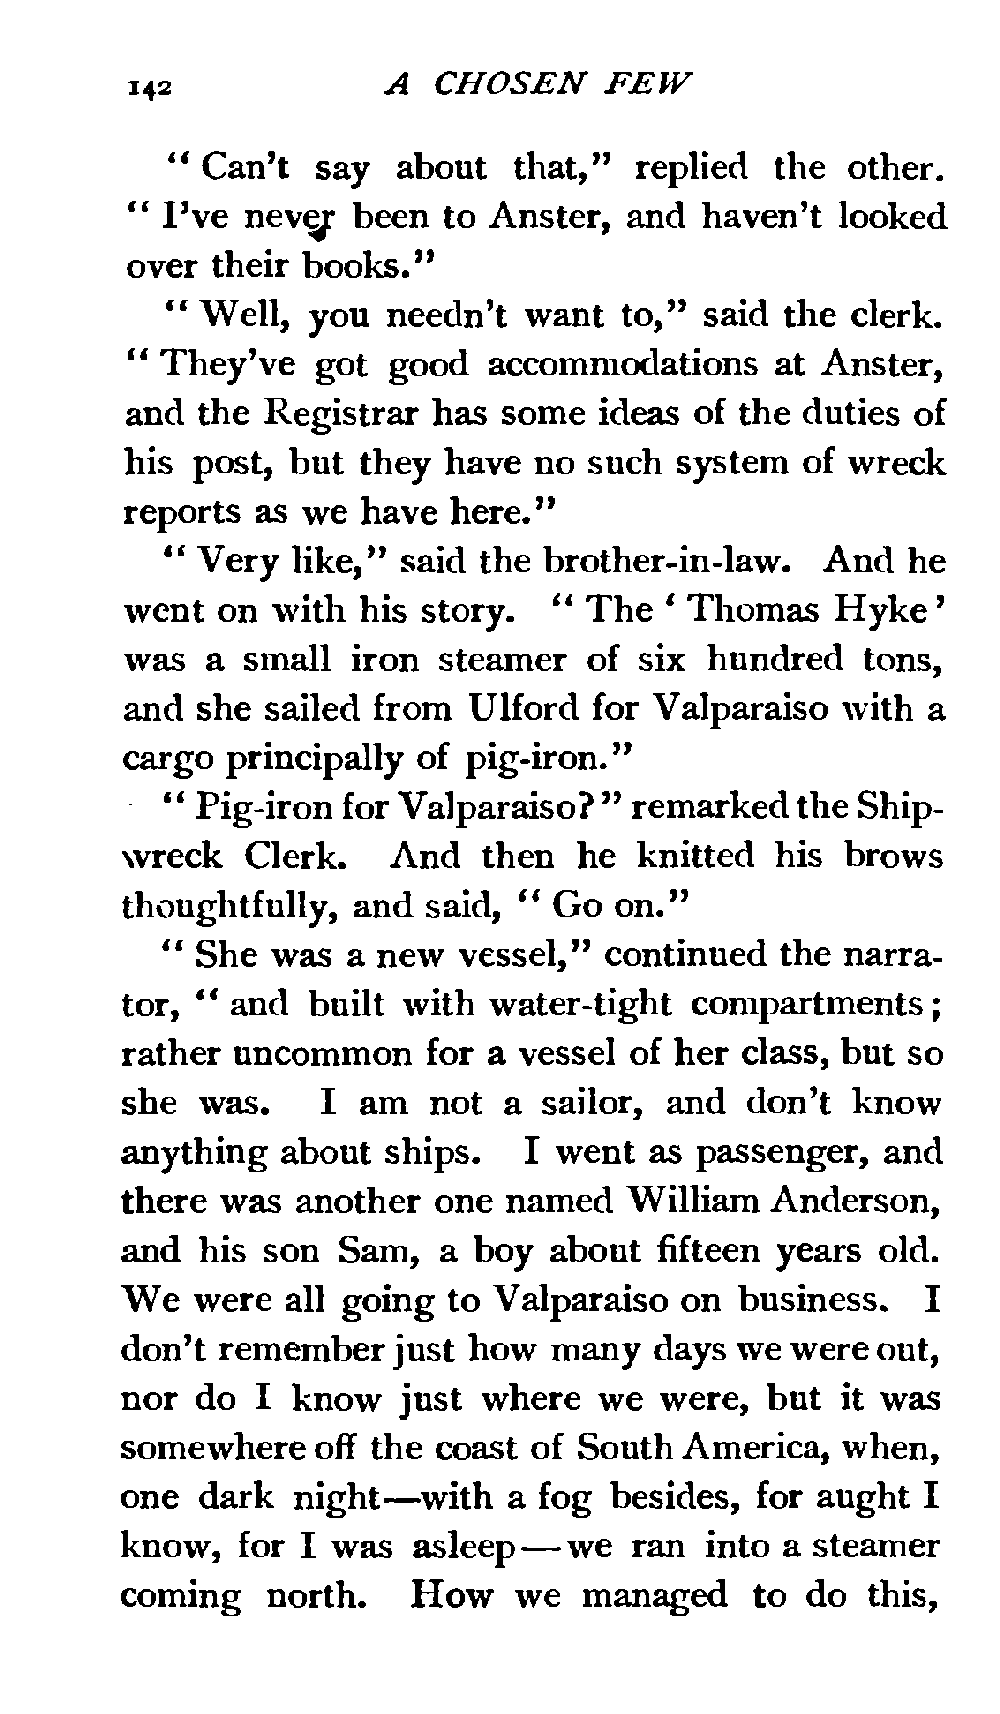 142 A CHOSEN FEW
“ Can’t say about that,” replied the other.
“ I’ve never been to Anster, and haven’t looked
over their books.”
“ Well, you needn’t want to,” said the clerk.
“ They’ve got good accommodations at Anster,
and the Registrar has some ideas of the duties of
his post, but they have no such system of wreck
reports as we have here.”
“ Very like,” said the brother-in-law. And he
went on with his story. “ The ‘ Thomas Hyke ’
was a small iron steamer of six hundred tons,
and she sailed from Ulford for Valparaiso with a
cargo principally of pig-iron.”
“ Pig-iron for Valparaiso? ” remarked the Ship-
wreck Clerk. And then he knitted his brows
thoughtfully, and said, “ Go on.”
“ She was a new vessel,” continued the narra-
tor, “ and built with water-tight compartments ;
rather uncommon for a vessel of her class, but so
she was. I am not a sailor, and don’t know
anything about ships. I went as passenger, and
there was another one named William Anderson,
and his son Sam, a boy about fifteen years old.
We were all going to Valparaiso on business. I
don’t remember just how many days we were out,
nor do I know just where we were, but it was
somewhere off the coast of South America, when,
one dark night—with a fog besides, for aught I
know, for I was asleep—we ran into a steamer
coming north. How we managed to do this,